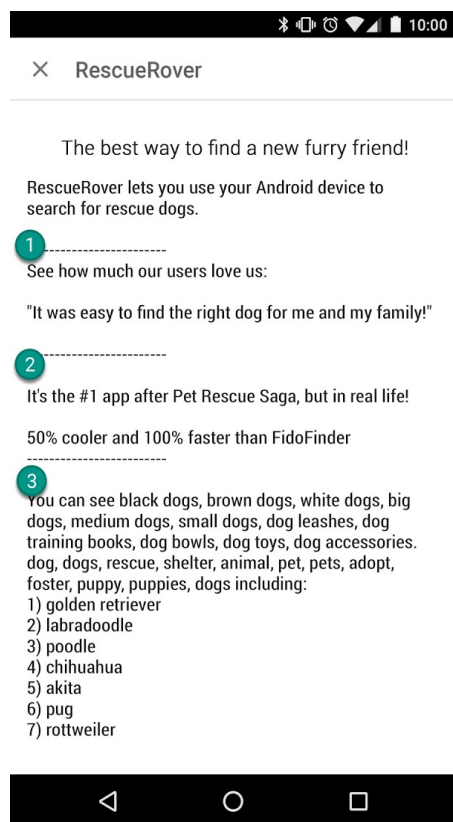 10:00
RescueRover
The best way to find a new furry friend!
RescueRover lets you use your Android device to
search for rescue dogs.
1
-----------------------
See how much our users love us:
"It was easy to find the right dog for me and my family!"
-----------------------
2
It's the #1 app after Pet Rescue Saga, but in real life!
50% cooler and 100% faster than FidoFinder
-------------------------
3
You can see black dogs, brown dogs, white dogs, big
dogs, medium dogs, small dogs, dog leashes, dog
training books, dog bowls, dog toys, dog accessories.
dog, dogs, rescue, shelter, animal, pet, pets, adopt,
foster, puppy, puppies, dogs including:
1) golden retriever
2) labradoodle
3) poodle
4) chihuahua
5) akita
6) pug
7) rottweiler